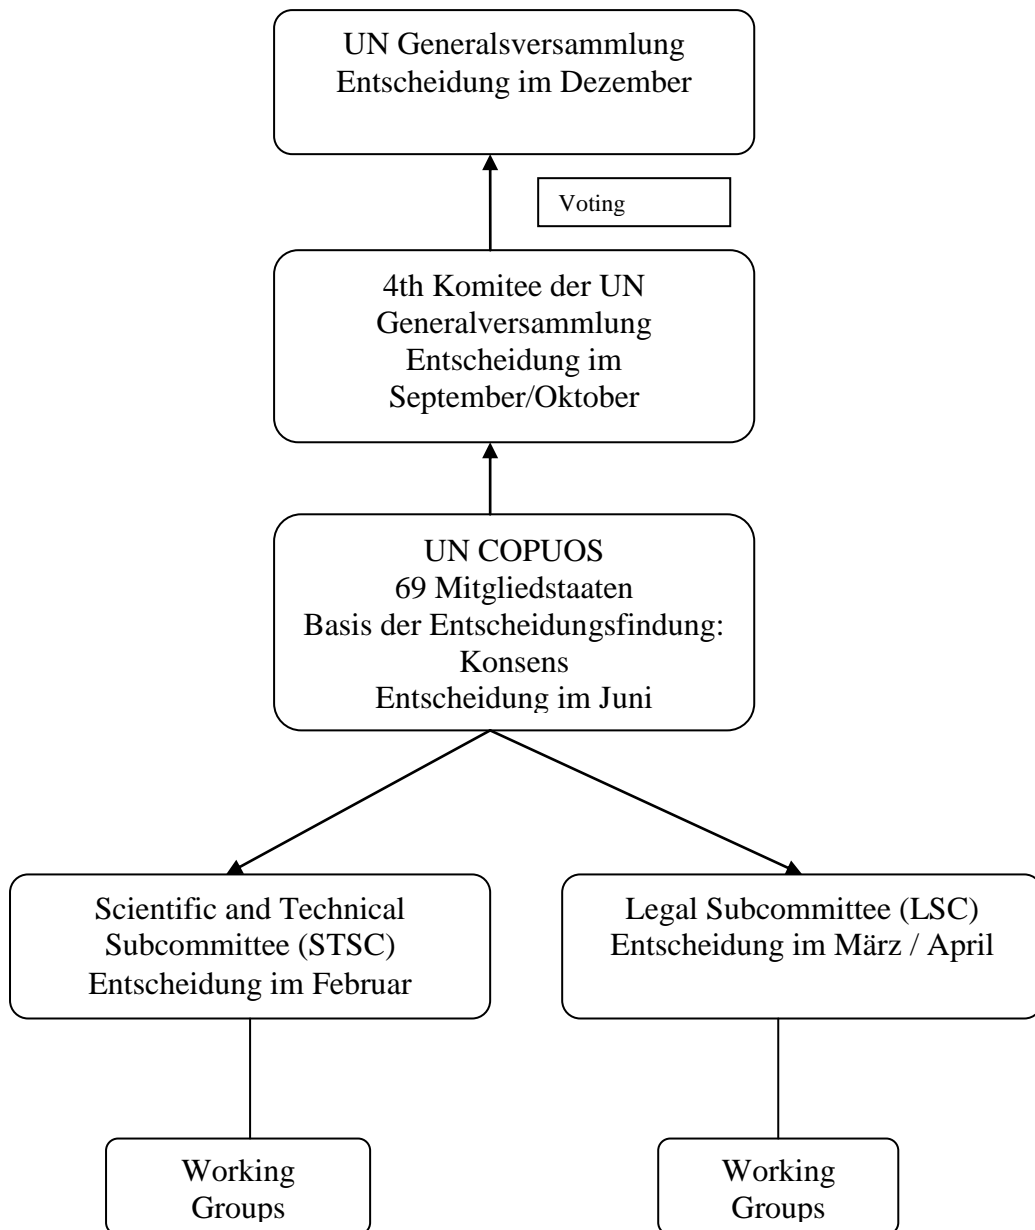 UN Generalsversammlung
Entscheidung im Dezember
Voting
4th Komitee der UN
Generalversammlung
Entscheidung im
September/Oktober
UN COPUOS
69 Mitgliedstaaten
Basis der Entscheidungsfindung:
Konsens
Entscheidung im Juni
Scientific and Technical
Subcommittee (STSC)
Entscheidung im Februar
Legal Subcommittee (LSC)
Entscheidung im März / April
Working
Groups
Working
Groups